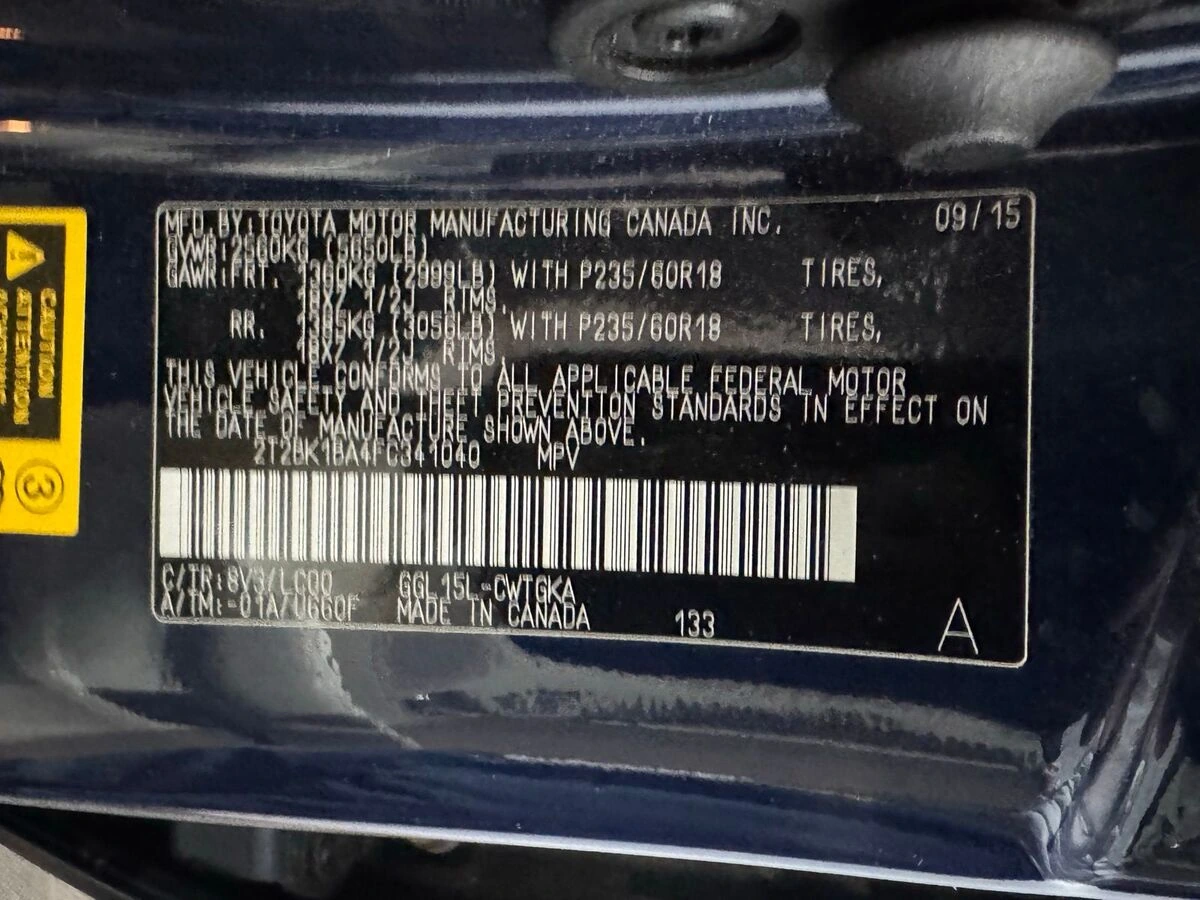 MFD. BY: TOYOTA MOTOR MANUFACTURING CANADA INC. 09/15
GVWR: 2560KG (5650LB)
GAWR: FRT. 1360KG (2999LB) WITH P235/60R18 TIRES,
18X7 1/2J RIMS,
RR. 1385KG (3056LB) WITH P235/60R18 TIRES,
18X7 1/2J RIMS
THIS VEHICLE CONFORMS TO ALL APPLICABLE FEDERAL MOTOR
VEHICLE SAFETY AND THEFT PREVENTION STANDARDS IN EFFECT ON
THE DATE OF MANUFACTURE SHOWN ABOVE.
2T2BK1BA4FC341040 MPV
C/TR: 8V3/LC00 GGL15L-CWTGKA
A/TM: -01A/U660F MADE IN CANADA 133 A
CAUTION
ATTENTION
3